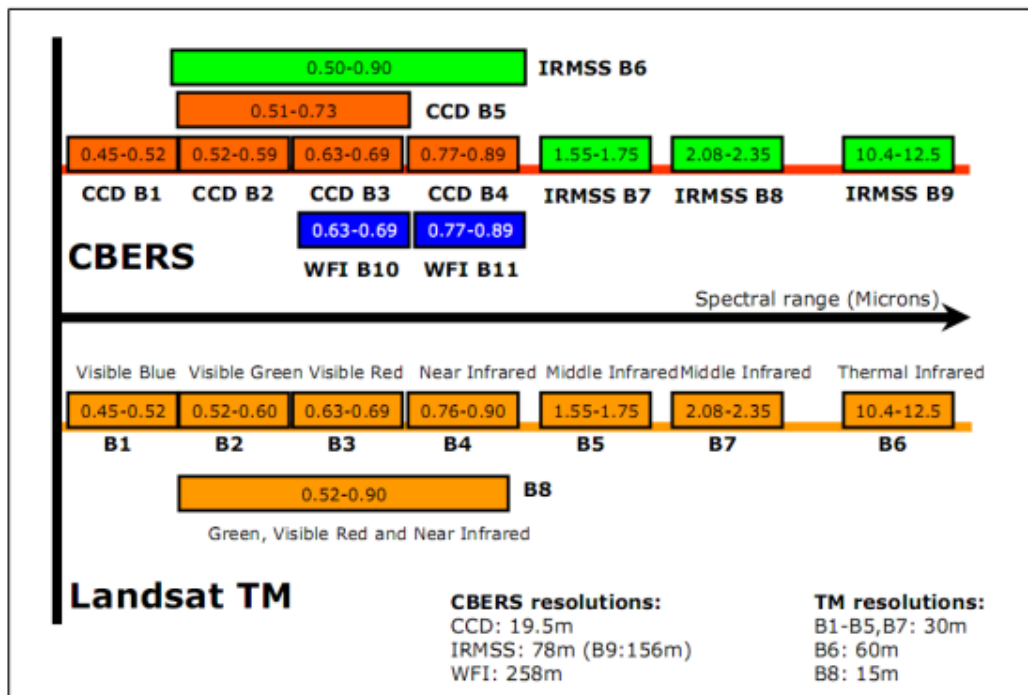 0.50-0.90 IRMSS B6
0.51-0.73 CCD B5
0.45-0.52 0.52-0.59 0.63-0.69 0.77-0.89 1.55-1.75 2.08-2.35 10.4-12.5
CCD B1 CCD B2 CCD B3 CCD B4 IRMSS B7 IRMSS B8 IRMSS B9
0.63-0.69 0.77-0.89
WFI B10 WFI B11
CBERS
Spectral range (Microns)
Visible Blue Visible Green Visible Red Near Infrared Middle Infrared Middle Infrared Thermal Infrared
0.45-0.52 0.52-0.60 0.63-0.69 0.76-0.90 1.55-1.75 2.08-2.35 10.4-12.5
B1 B2 B3 B4 B5 B7 B6
0.52-0.90 B8
Green, Visible Red and Near Infrared
Landsat TM
CBERS resolutions:
CCD: 19.5m
IRMSS: 78m (B9:156m)
WFI: 258m
TM resolutions:
B1-B5,B7: 30m
B6: 60m
B8: 15m